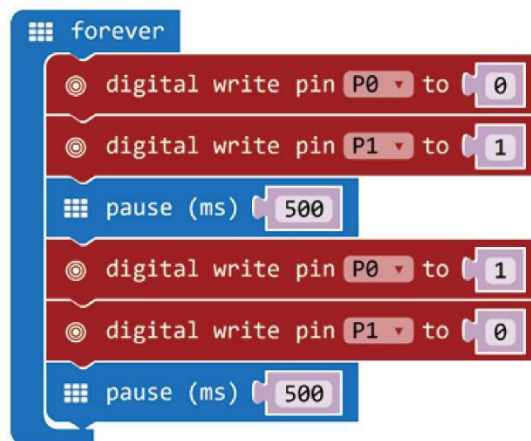 forever
digital write pin P0 to 0
digital write pin P1 to 1
pause (ms) 500
digital write pin P0 to 1
digital write pin P1 to 0
pause (ms) 500